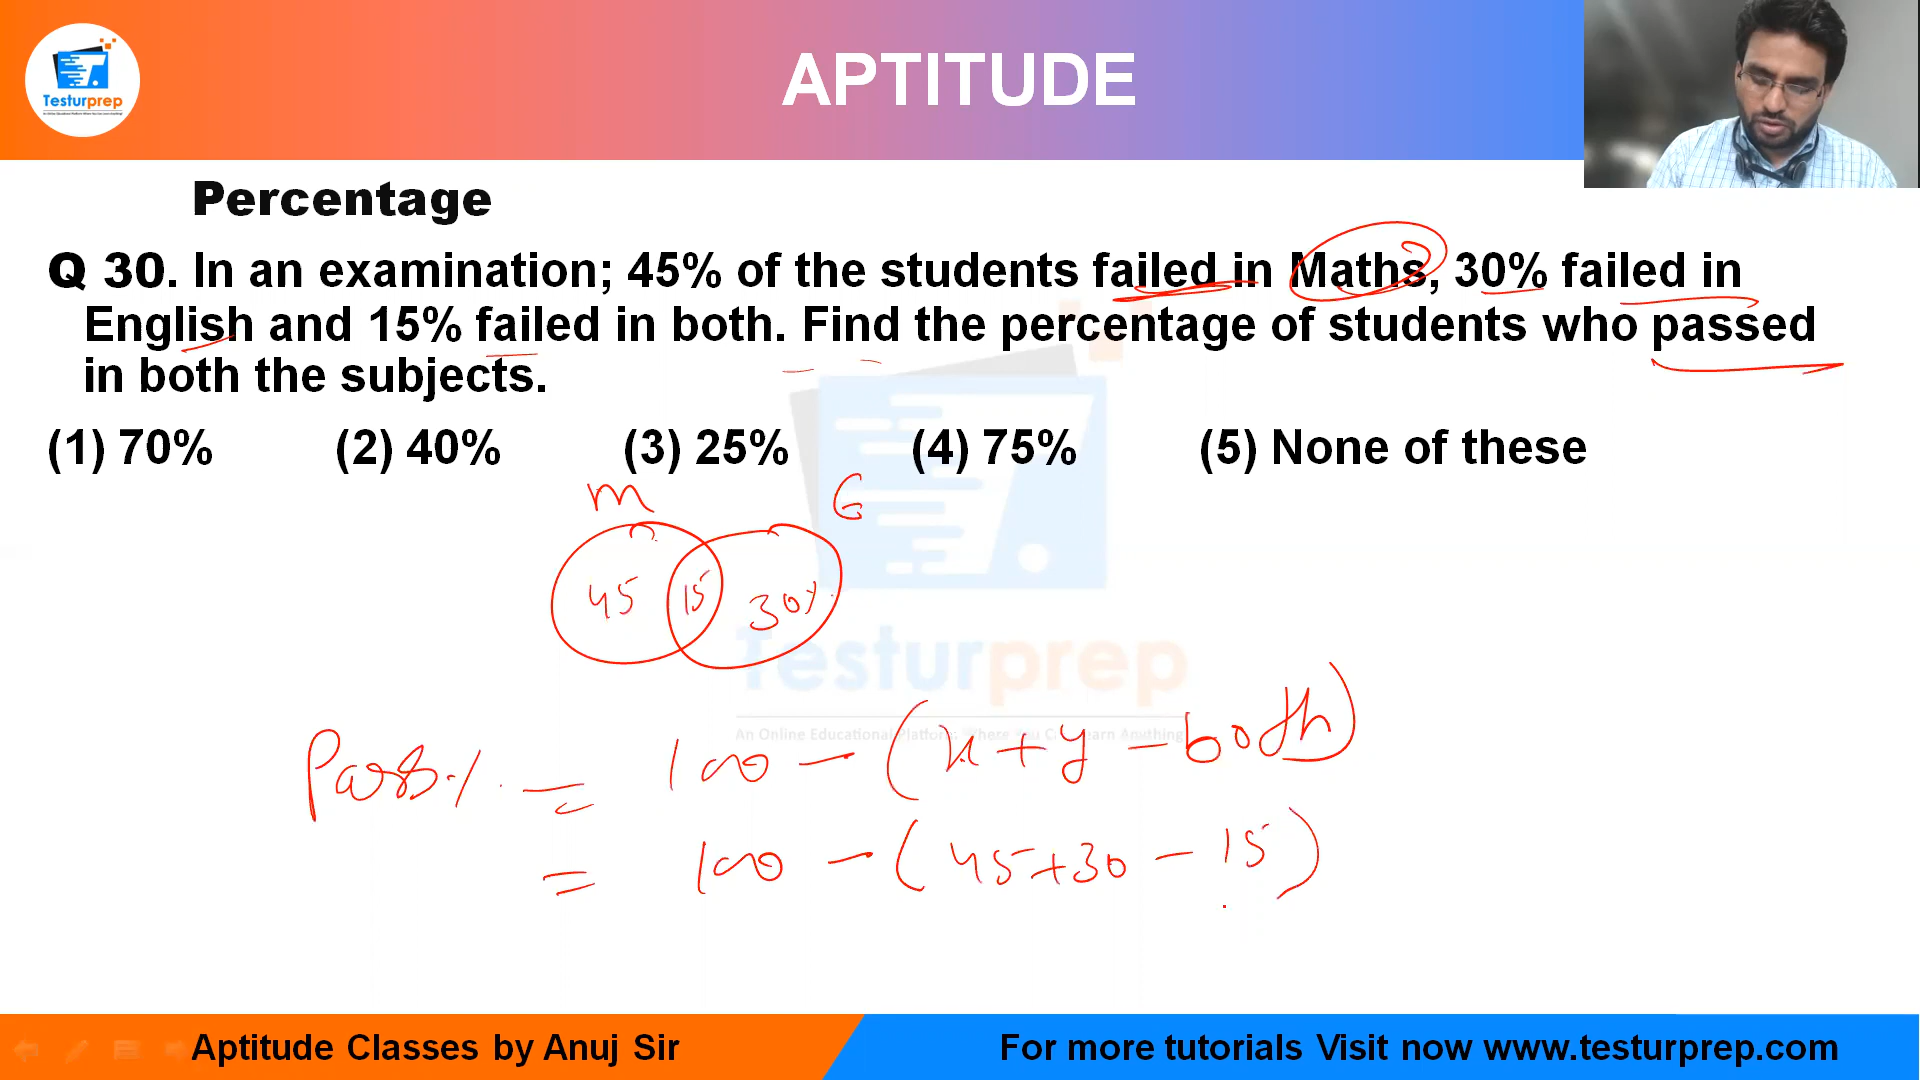 Testurprep
APTITUDE
Percentage
Q 30. In an examination; 45% of the students failed in Maths, 30% failed in
English and 15% failed in both. Find the percentage of students who passed
in both the subjects.
(1) 70% (2) 40% (3) 25% (4) 75% (5) None of these
M E
45 15 30%
Testurprep
An Online Educational Platform: Where You Can Learn Anything
Pass% = 100 - (x + y - both)
= 100 - (45+30 - 15)
Aptitude Classes by Anuj Sir For more tutorials Visit now www.testurprep.com